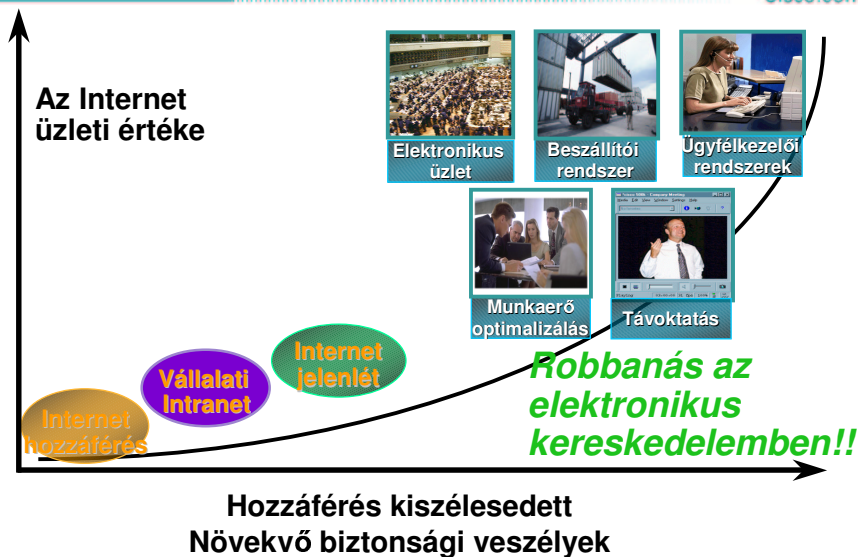 Az Internet
üzleti értéke
Elektronikus
üzlet
Beszállítói
rendszer
Ügyfélkezelői
rendszerek
Munkaerő
optimalizálás
Távoktatás
Internet
jelenlét
Vállalati
Intranet
Internet
hozzáférés
Robbanás az
elektronikus
kereskedelemben!!
Hozzáférés kiszélesedett
Növekvő biztonsági veszélyek